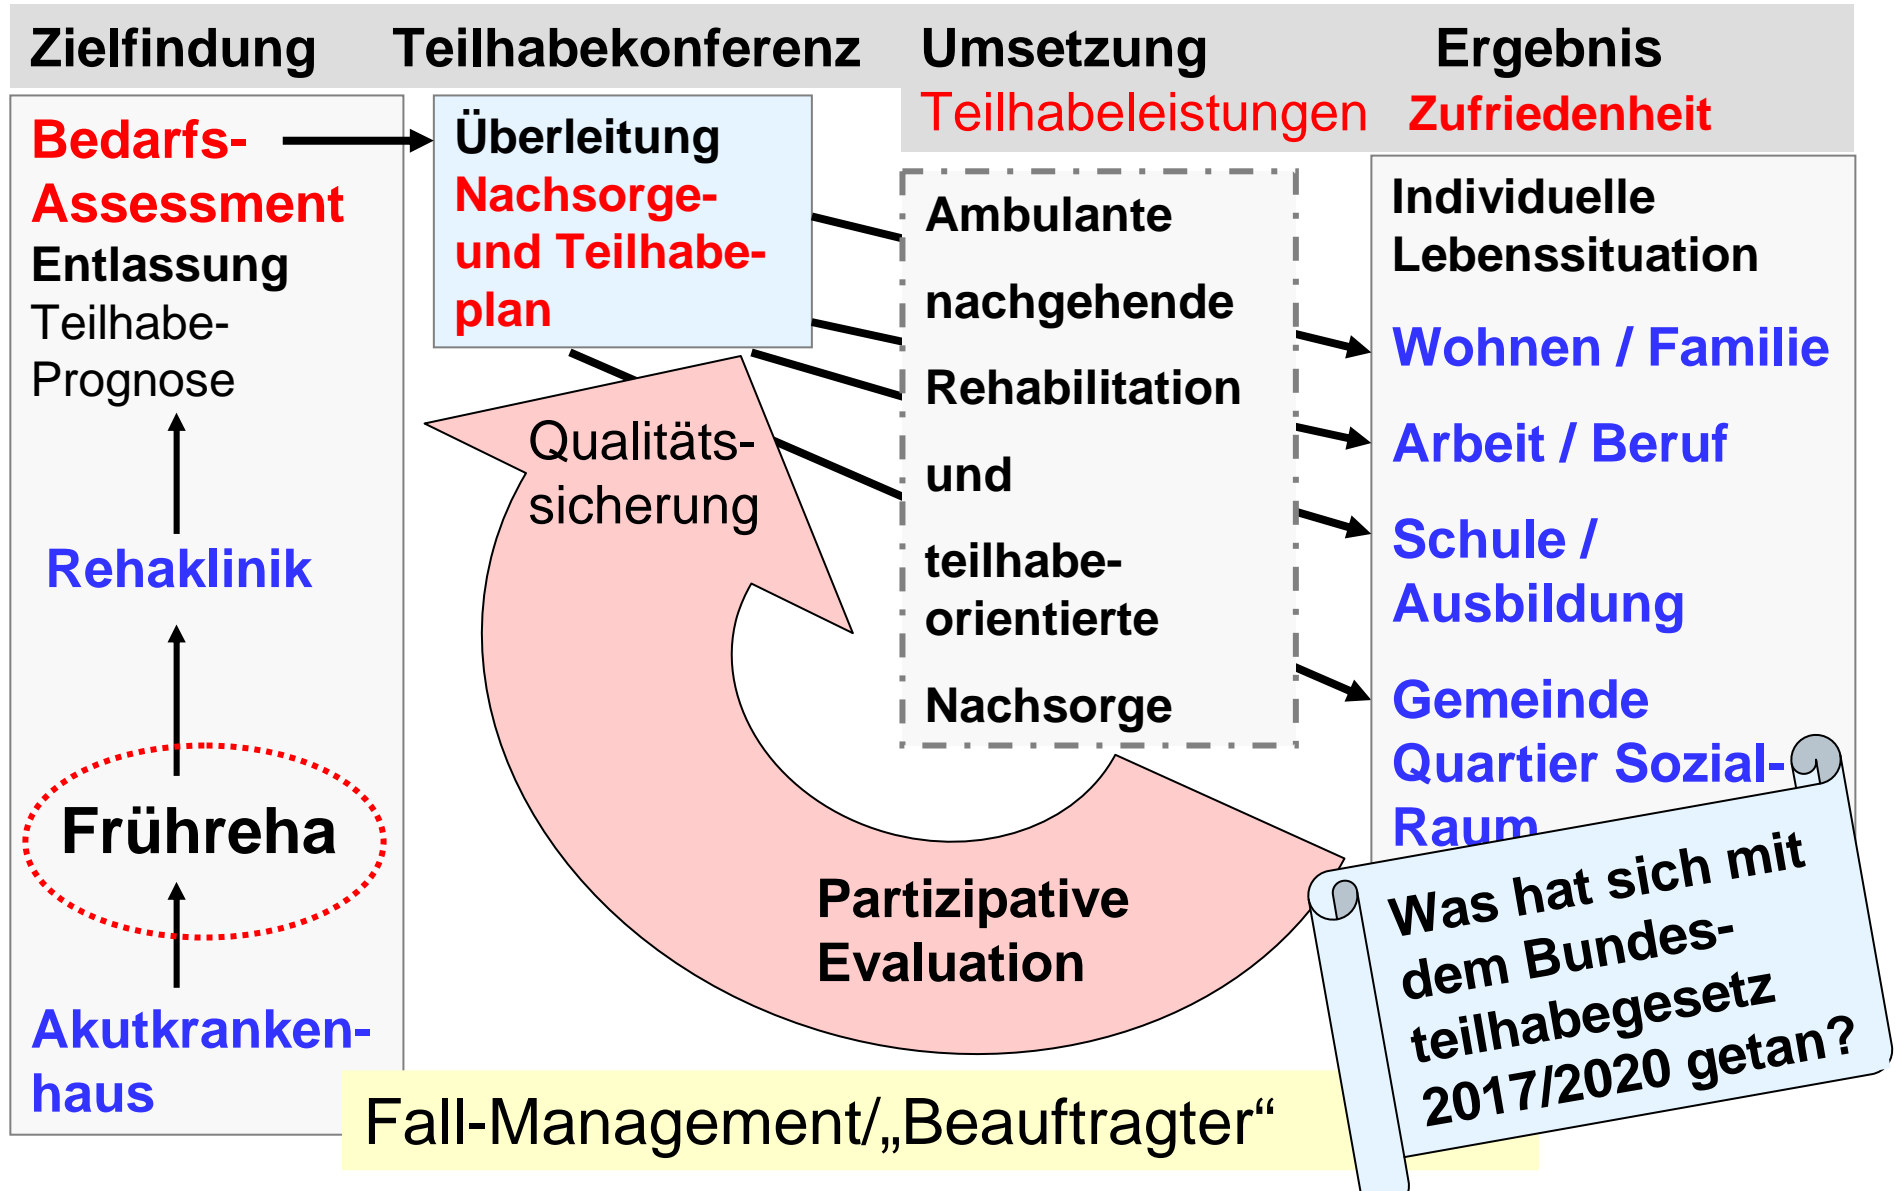 Zielfindung
Teilhabekonferenz
Umsetzung
Teilhabeleistungen
Ergebnis
Zufriedenheit
Bedarfs-
Assessment
Entlassung
Teilhabe-
Prognose
Rehaklinik
Frühreha
Akutkranken-
haus
Überleitung
Nachsorge-
und Teilhabe-
plan
Qualitäts-
sicherung
Ambulante
nachgehende
Rehabilitation
und
teilhabe-
orientierte
Nachsorge
Individuelle
Lebenssituation
Wohnen / Familie
Arbeit / Beruf
Schule /
Ausbildung
Gemeinde
Quartier Sozial-
Raum
Partizipative
Evaluation
Was hat sich mit
dem Bundes-
teilhabegesetz
2017/2020 getan?
Fall-Management/„Beauftragter“